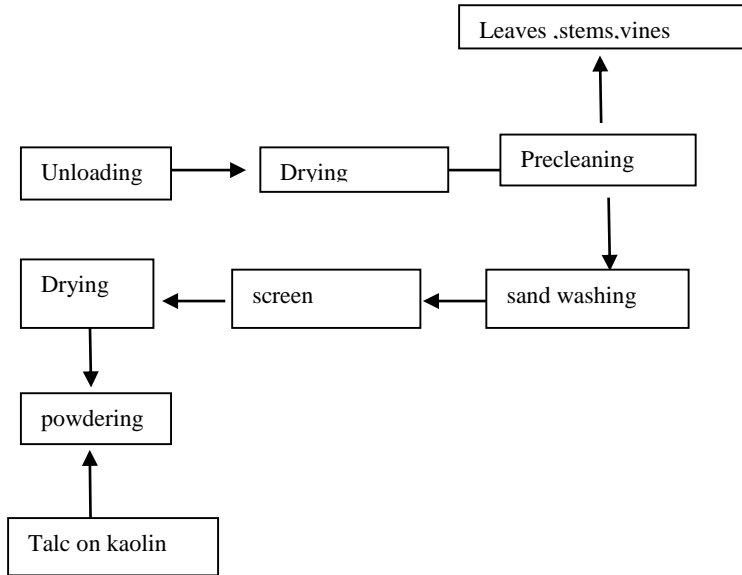 Leaves ,stems,vines
Unloading
Drying
Precleaning
Drying
screen
sand washing
powdering
Talc on kaolin